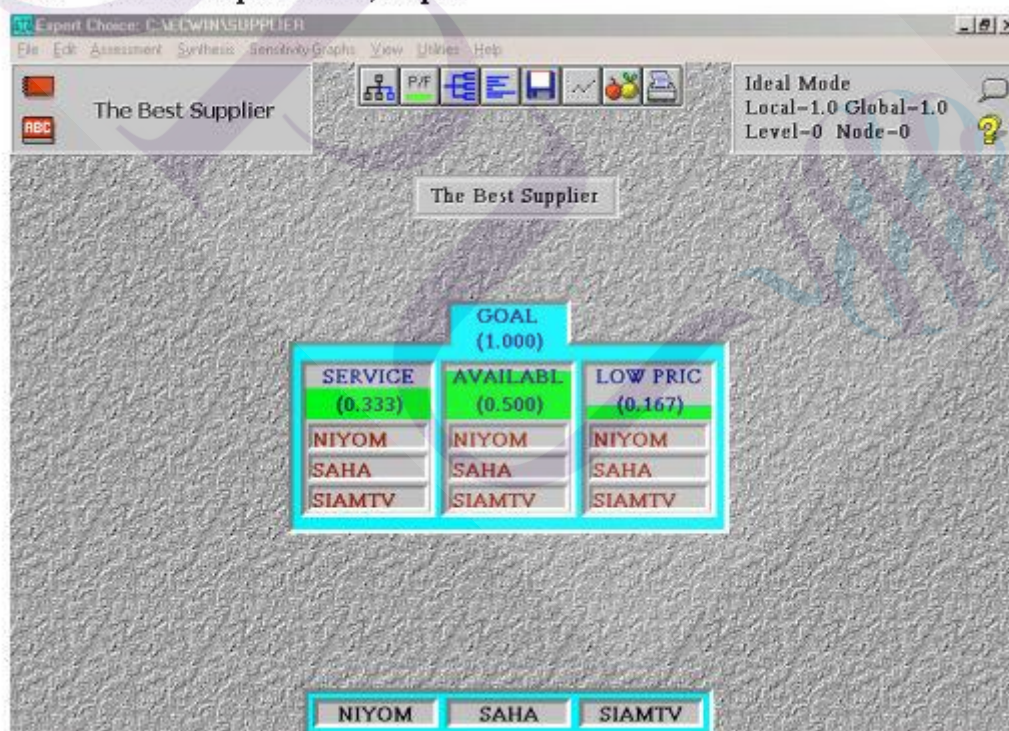 Expert Choice: C:\ECWIN\SUPPLIER
File Edit Assessment Synthesis Sensitivity-Graphs View Utilities Help
ABC
The Best Supplier
P/F
Ideal Mode
Local=1.0 Global=1.0
Level=0 Node=0
The Best Supplier
GOAL
(1.000)
SERVICE AVAILABL LOW PRIC
(0.333) (0.500) (0.167)
NIYOM NIYOM NIYOM
SAHA SAHA SAHA
SIAMTV SIAMTV SIAMTV
NIYOM SAHA SIAMTV